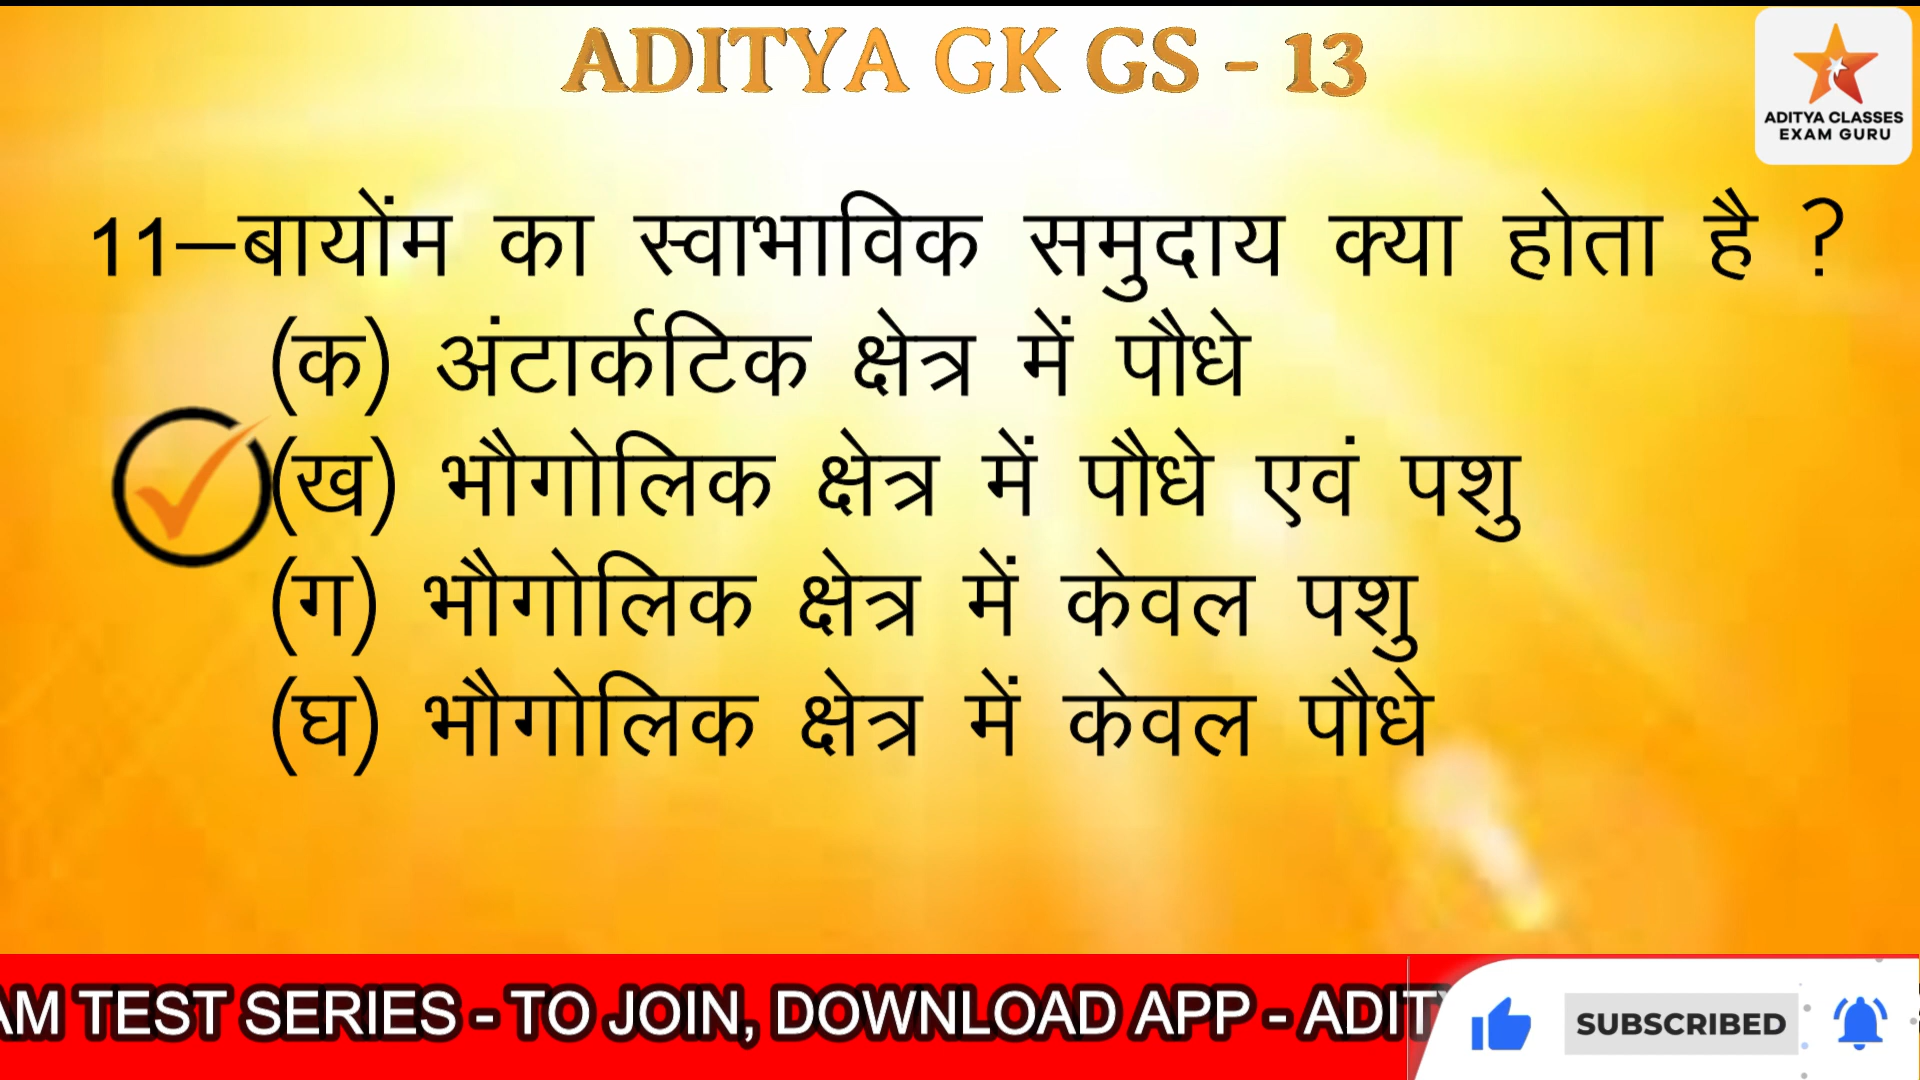 ADITYA GK GS - 13
ADITYA CLASSES
EXAM GURU
11–बायोंम का स्वाभाविक समुदाय क्या होता है ?
(क) अंटार्कटिक क्षेत्र में पौधे
(ख) भौगोलिक क्षेत्र में पौधे एवं पशु
(ग) भौगोलिक क्षेत्र में केवल पशु
(घ) भौगोलिक क्षेत्र में केवल पौधे
AM TEST SERIES - TO JOIN, DOWNLOAD APP - ADIT
SUBSCRIBED